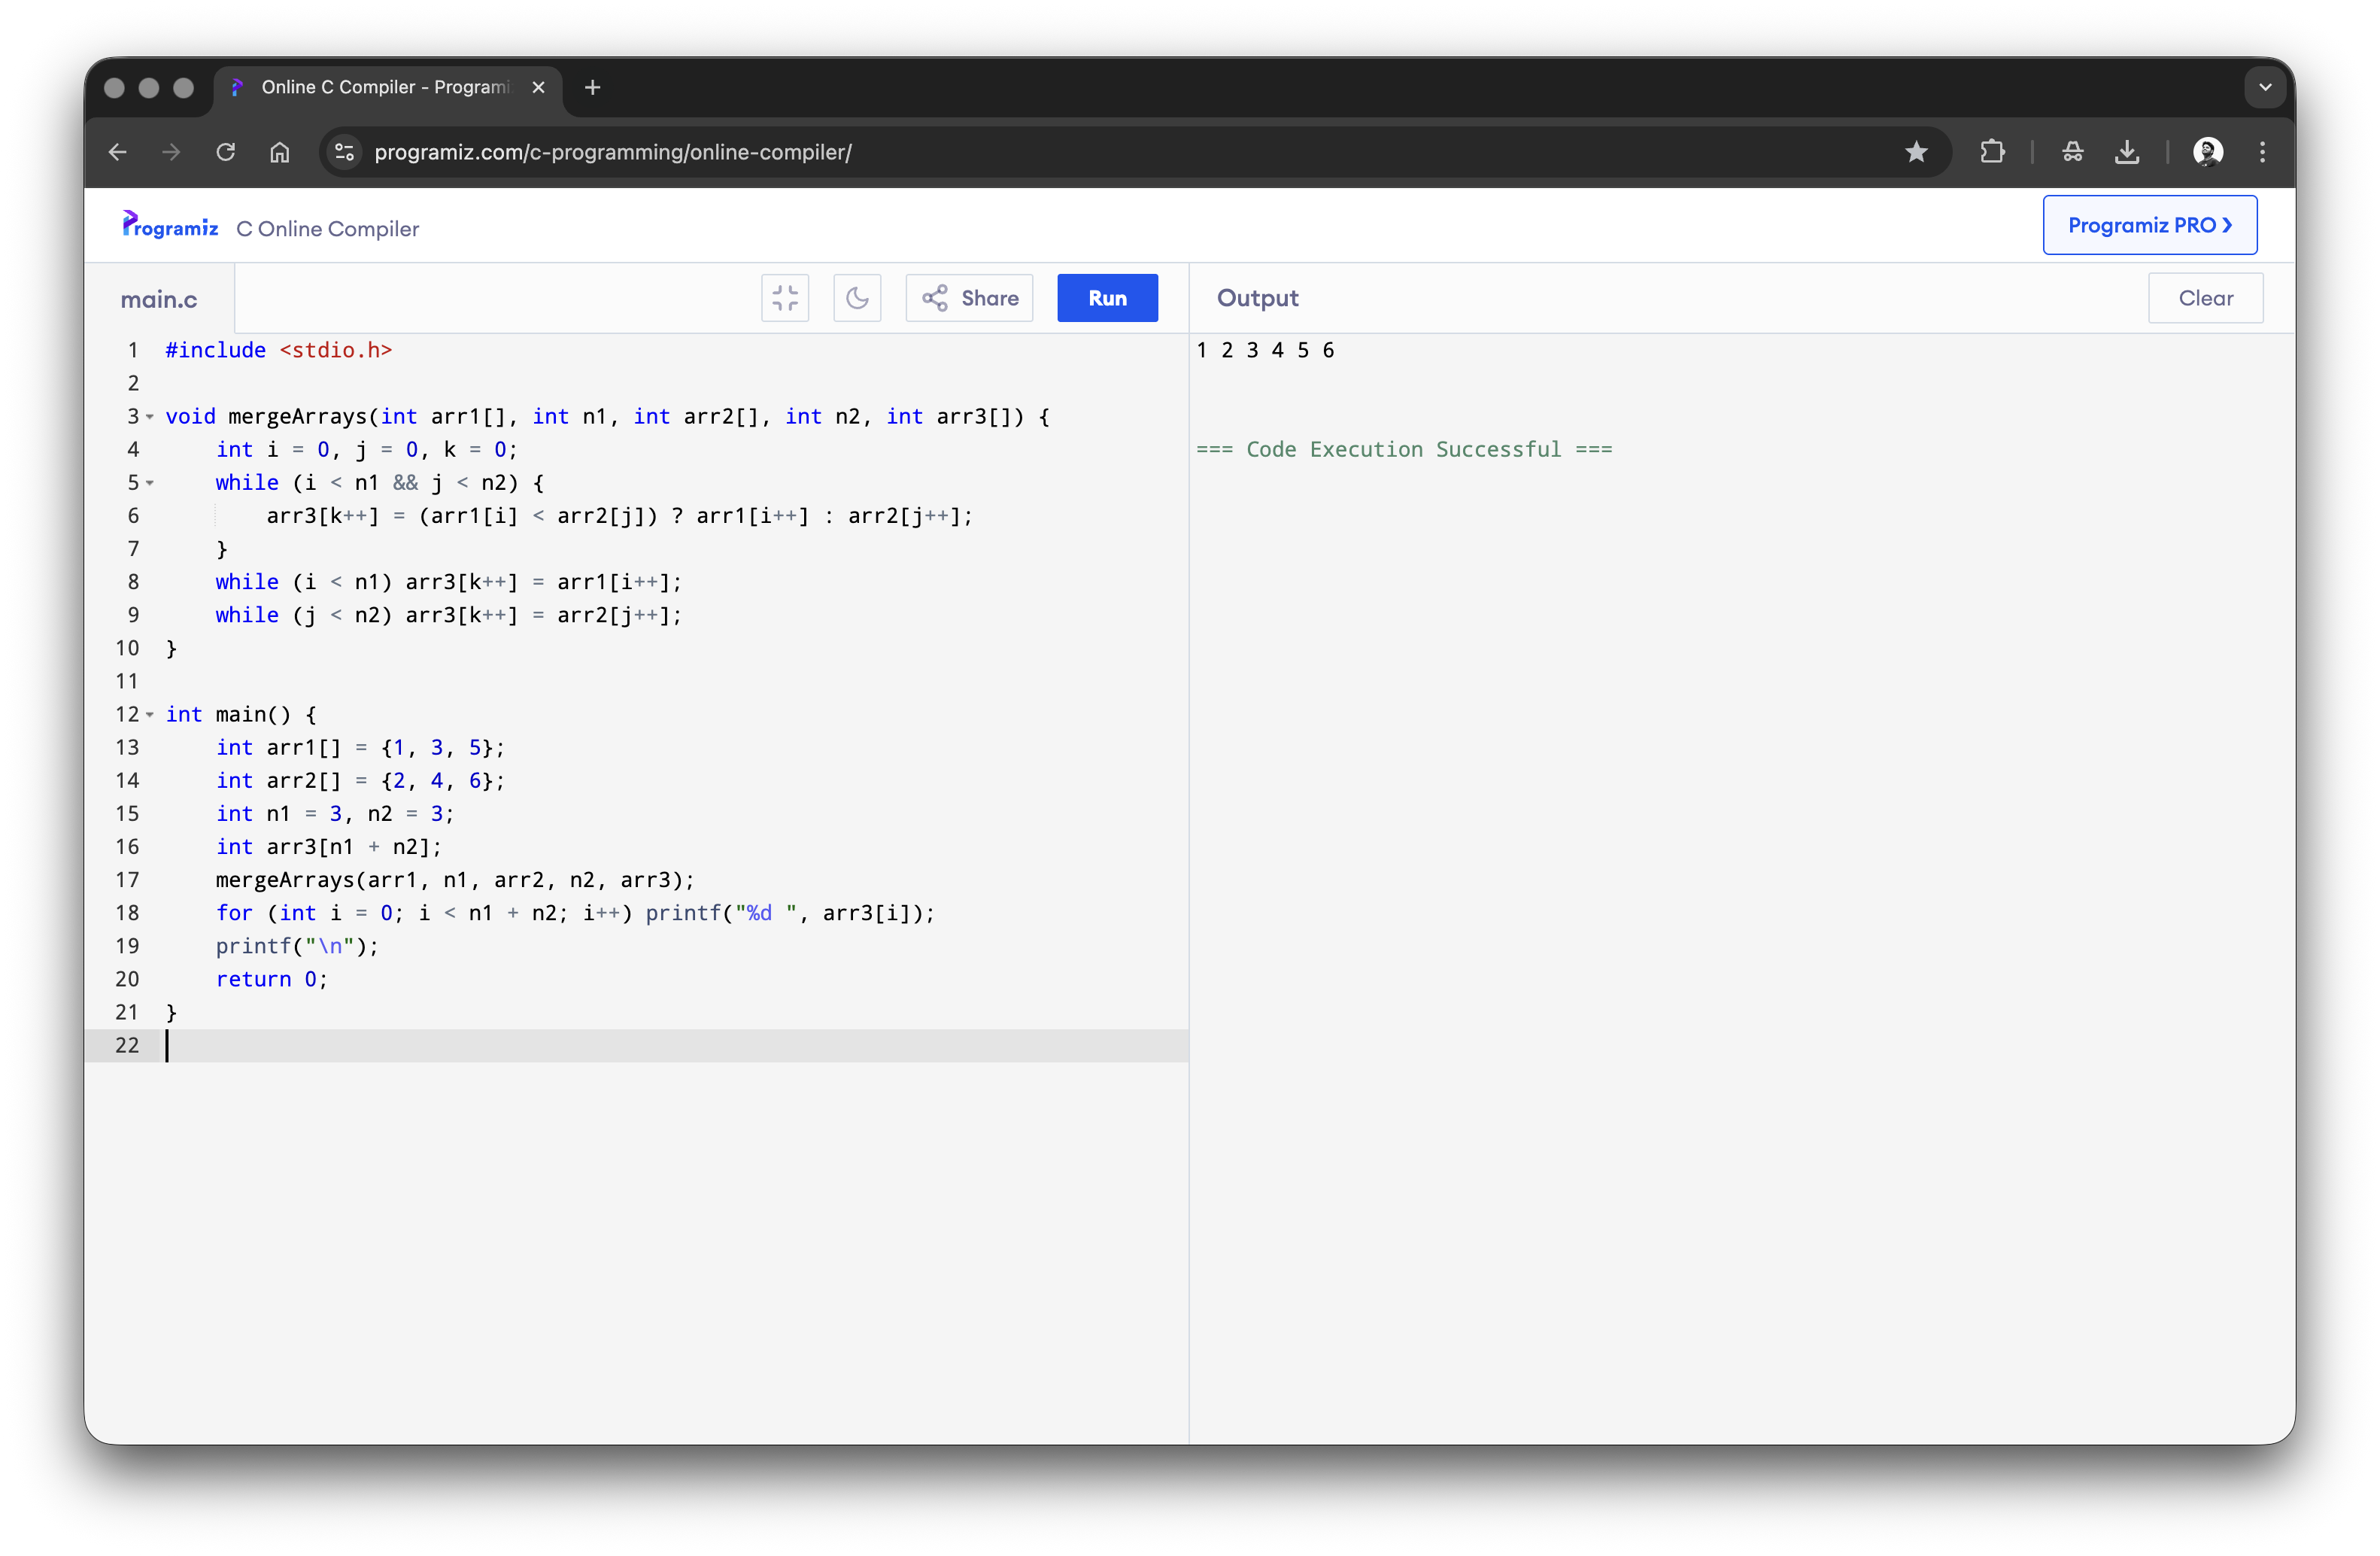 Online C Compiler - Programi
programiz.com/c-programming/online-compiler/
Programiz C Online Compiler
Programiz PRO ❯
main.c
Share
Run
Output
Clear
1 #include <stdio.h>
2
3 void mergeArrays(int arr1[], int n1, int arr2[], int n2, int arr3[]) {
4     int i = 0, j = 0, k = 0;
5     while (i < n1 && j < n2) {
6         arr3[k++] = (arr1[i] < arr2[j]) ? arr1[i++] : arr2[j++];
7     }
8     while (i < n1) arr3[k++] = arr1[i++];
9     while (j < n2) arr3[k++] = arr2[j++];
10 }
11
12 int main() {
13     int arr1[] = {1, 3, 5};
14     int arr2[] = {2, 4, 6};
15     int n1 = 3, n2 = 3;
16     int arr3[n1 + n2];
17     mergeArrays(arr1, n1, arr2, n2, arr3);
18     for (int i = 0; i < n1 + n2; i++) printf("%d ", arr3[i]);
19     printf("\n");
20     return 0;
21 }
22
1 2 3 4 5 6
=== Code Execution Successful ===